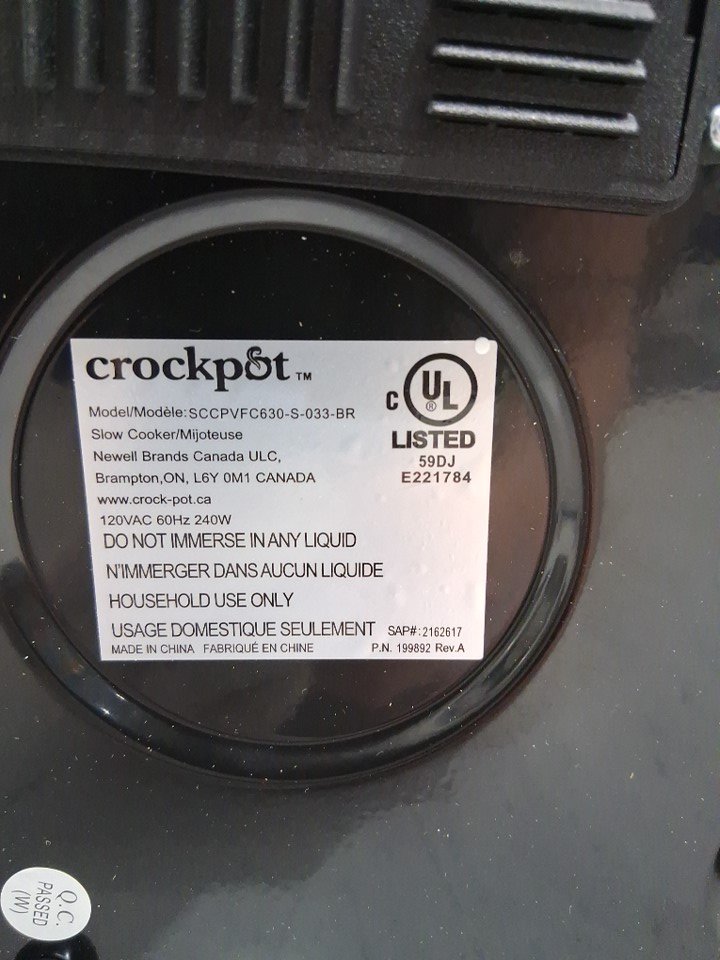 crockpot™
Model/Modèle: SCCPVFC630-S-033-BR
Slow Cooker/Mijoteuse
Newell Brands Canada ULC,
Brampton,ON, L6Y 0M1 CANADA
www.crock-pot.ca
120VAC 60Hz 240W
C UL ®
LISTED
59DJ
E221784
DO NOT IMMERSE IN ANY LIQUID
N'IMMERGER DANS AUCUN LIQUIDE
HOUSEHOLD USE ONLY
USAGE DOMESTIQUE SEULEMENT SAP#: 2162617
MADE IN CHINA FABRIQUÉ EN CHINE P.N. 199892 Rev.A
Q.C.
PASSED
(W)